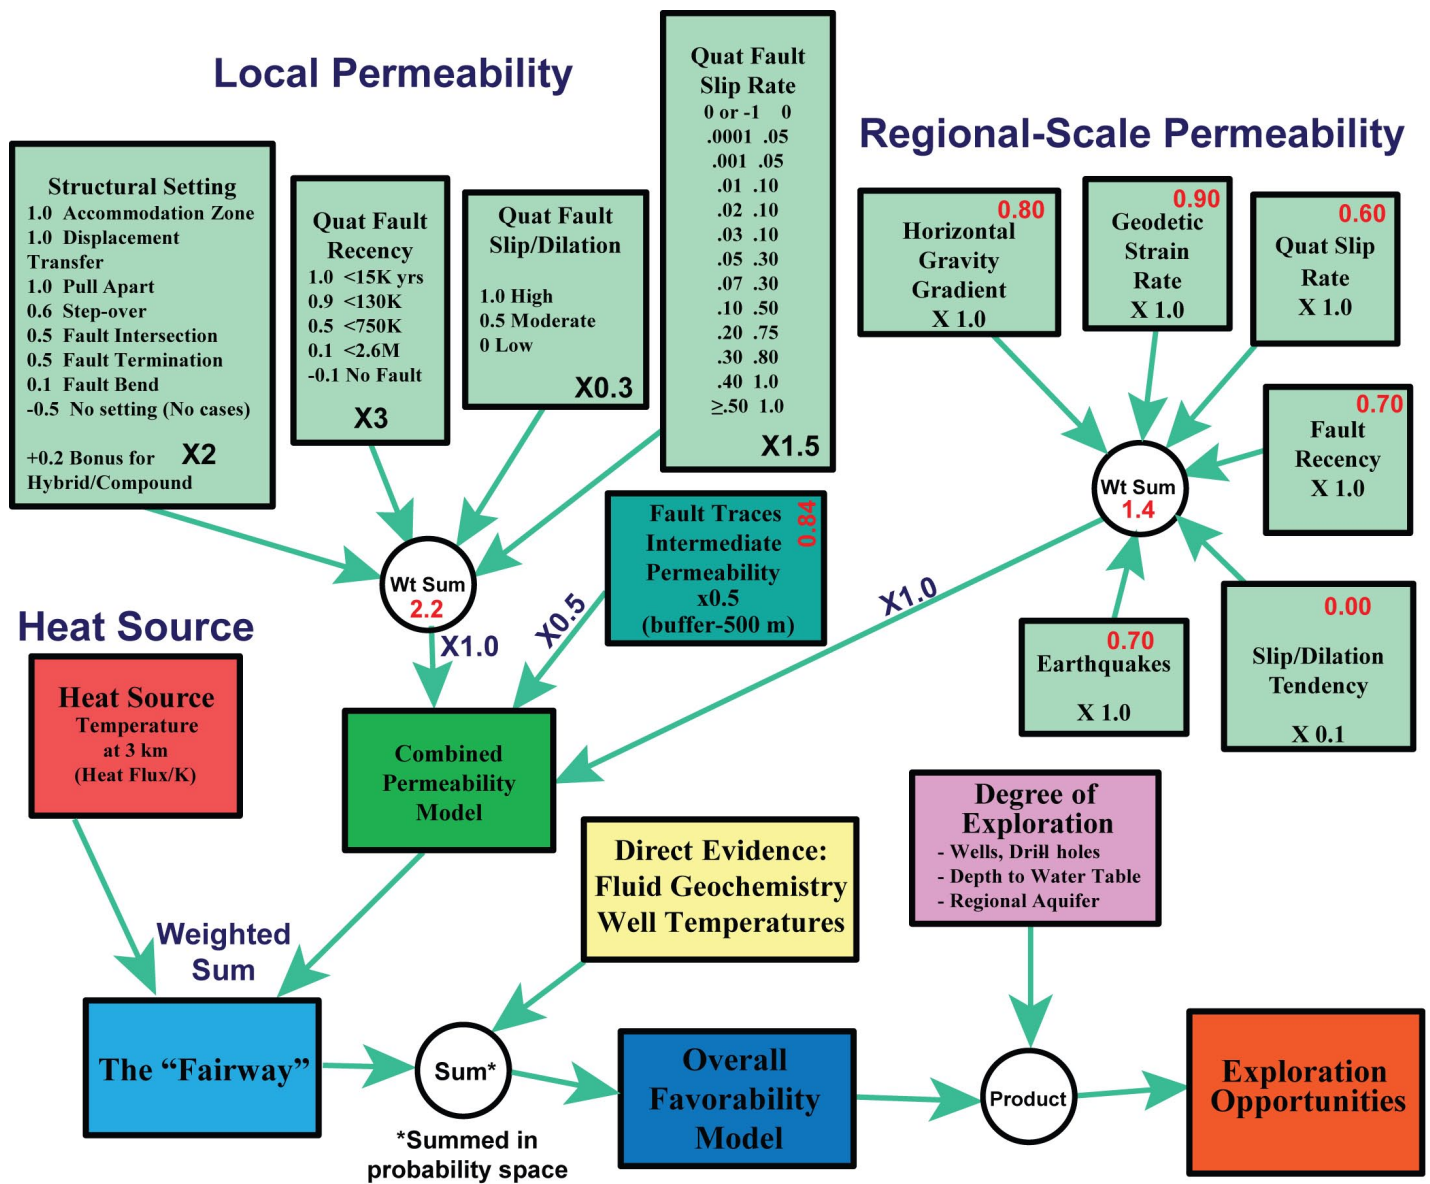 Local Permeability
Structural Setting
1.0 Accommodation Zone
1.0 Displacement
Transfer
1.0 Pull Apart
0.6 Step-over
0.5 Fault Intersection
0.5 Fault Termination
0.1 Fault Bend
-0.5 No setting (No cases)
+0.2 Bonus for
Hybrid/Compound
X2
Quat Fault
Recency
1.0 <15K yrs
0.9 <130K
0.5 <750K
0.1 <2.6M
-0.1 No Fault
X3
Quat Fault
Slip/Dilation
1.0 High
0.5 Moderate
0 Low
X0.3
Quat Fault
Slip Rate
0 or -1 0
.0001 .05
.001 .05
.01 .10
.02 .10
.03 .10
.05 .30
.07 .30
.10 .50
.20 .75
.30 .80
.40 1.0
≥.50 1.0
X1.5
Regional-Scale Permeability
0.80
Horizontal
Gravity
Gradient
X 1.0
0.90
Geodetic
Strain
Rate
X 1.0
0.60
Quat Slip
Rate
X 1.0
0.70
Fault
Recency
X 1.0
Wt Sum
1.4
0.00
Slip/Dilation
Tendency
X 0.1
0.70
Earthquakes
X 1.0
Wt Sum
2.2
X1.0
Fault Traces
Intermediate
Permeability
x0.5
(buffer-500 m)
0.84
X0.5
X1.0
Heat Source
Heat Source
Temperature
at 3 km
(Heat Flux/K)
Combined
Permeability
Model
Weighted
Sum
Direct Evidence:
Fluid Geochemistry
Well Temperatures
Degree of
Exploration
- Wells, Drill holes
- Depth to Water Table
- Regional Aquifer
The “Fairway”
Sum*
*Summed in
probability space
Overall
Favorability
Model
Product
Exploration
Opportunities